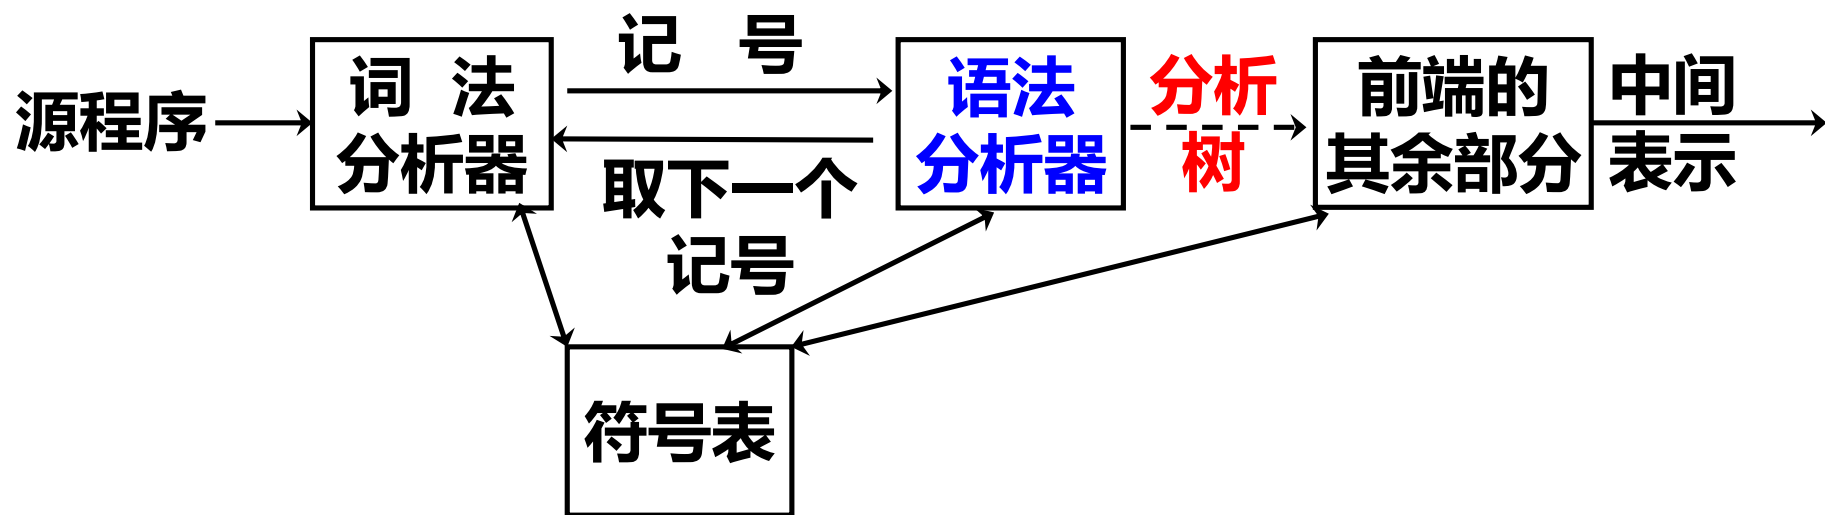 源程序
词 法
分析器
记 号
取下一个
记号
语法
分析器
分析
树
前端的
其余部分
中间
表示
符号表